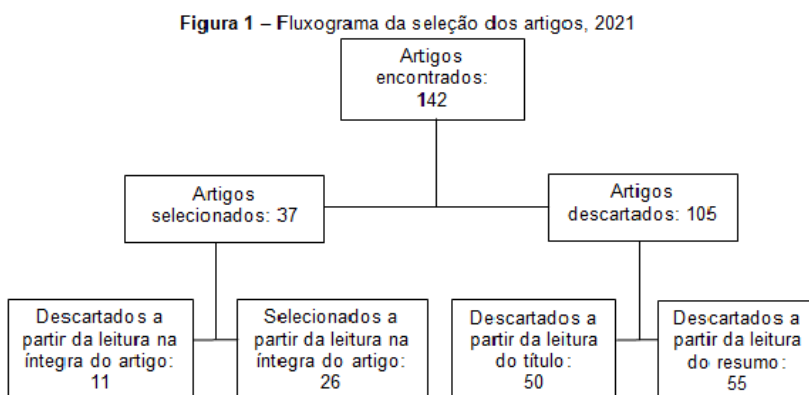 Figura 1 – Fluxograma da seleção dos artigos, 2021
Artigos
encontrados:
142
Artigos
selecionados: 37
Artigos
descartados: 105
Descartados a
partir da leitura na
íntegra do artigo:
11
Selecionados a
partir da leitura na
íntegra do artigo:
26
Descartados a
partir da leitura
do título:
50
Descartados a
partir da leitura
do resumo:
55